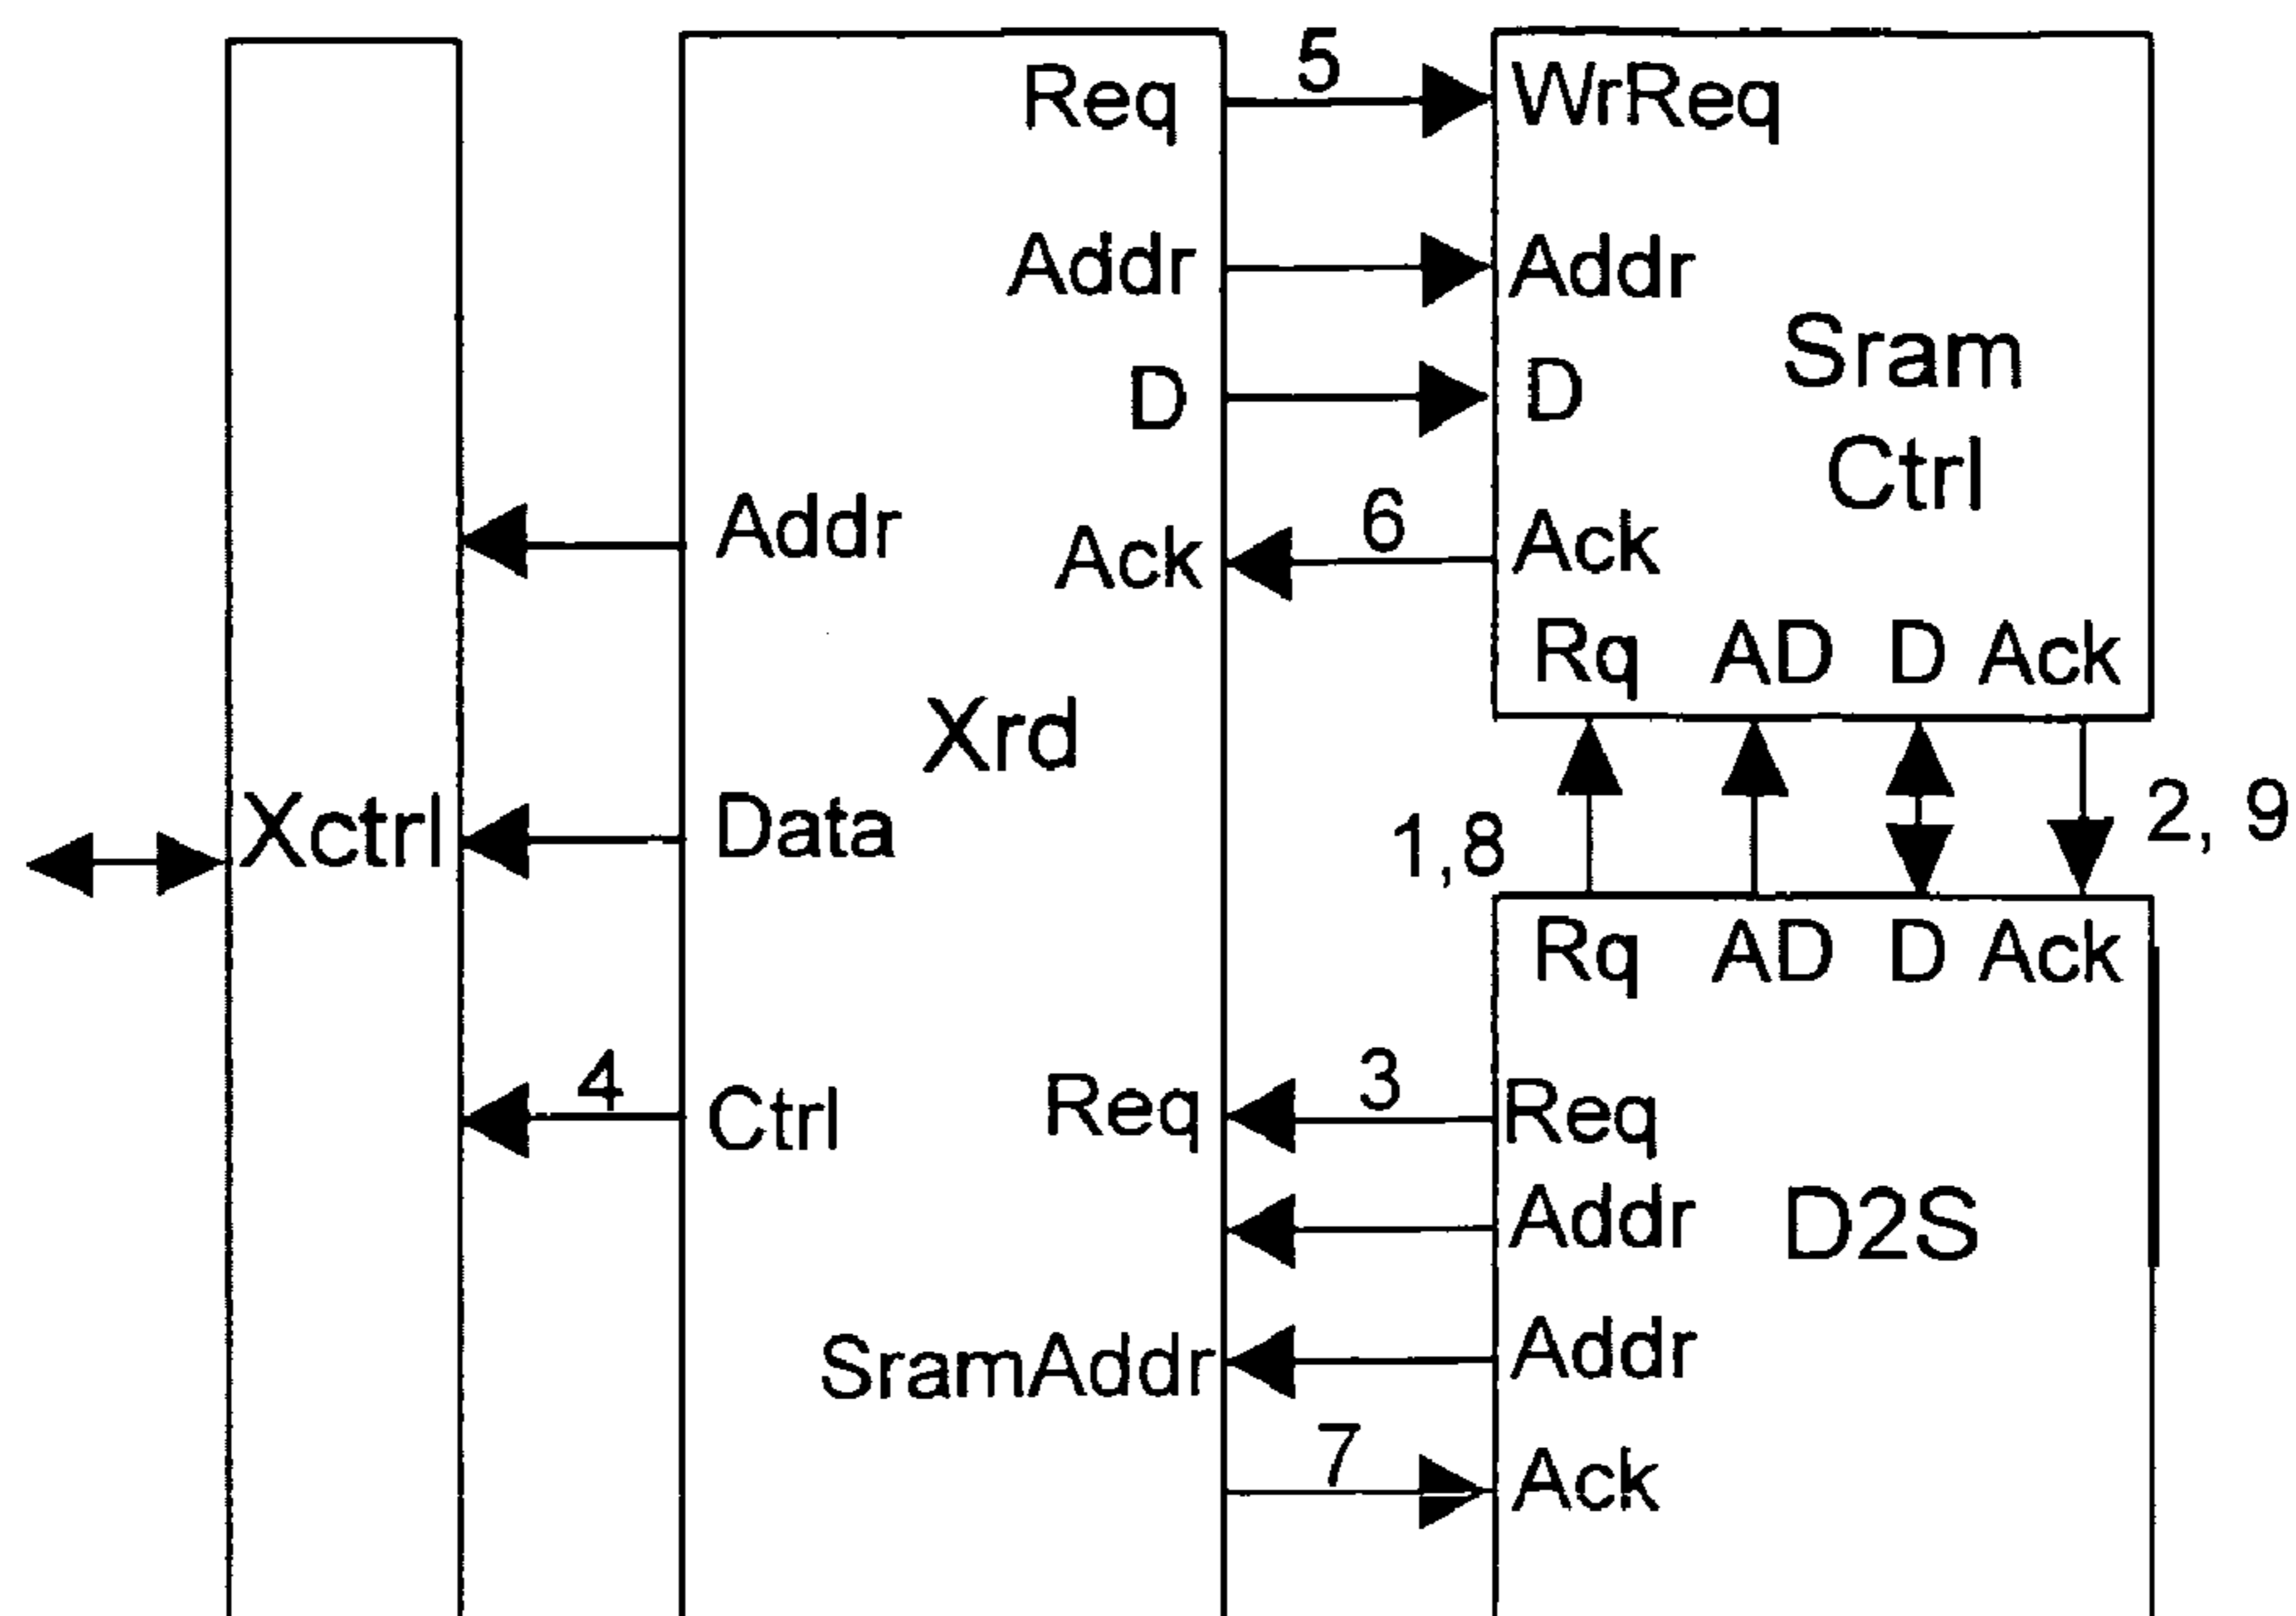 Req 5 WrReq
Addr Addr
D D
Sram
Ctrl
Addr
Ack 6 Ack
Rq AD D Ack
Xrd
Xctrl
Data
1,8
2, 9
Rq AD D Ack
4
Ctrl
Req 3 Req
Addr
D2S
SramAddr Addr
7
Ack